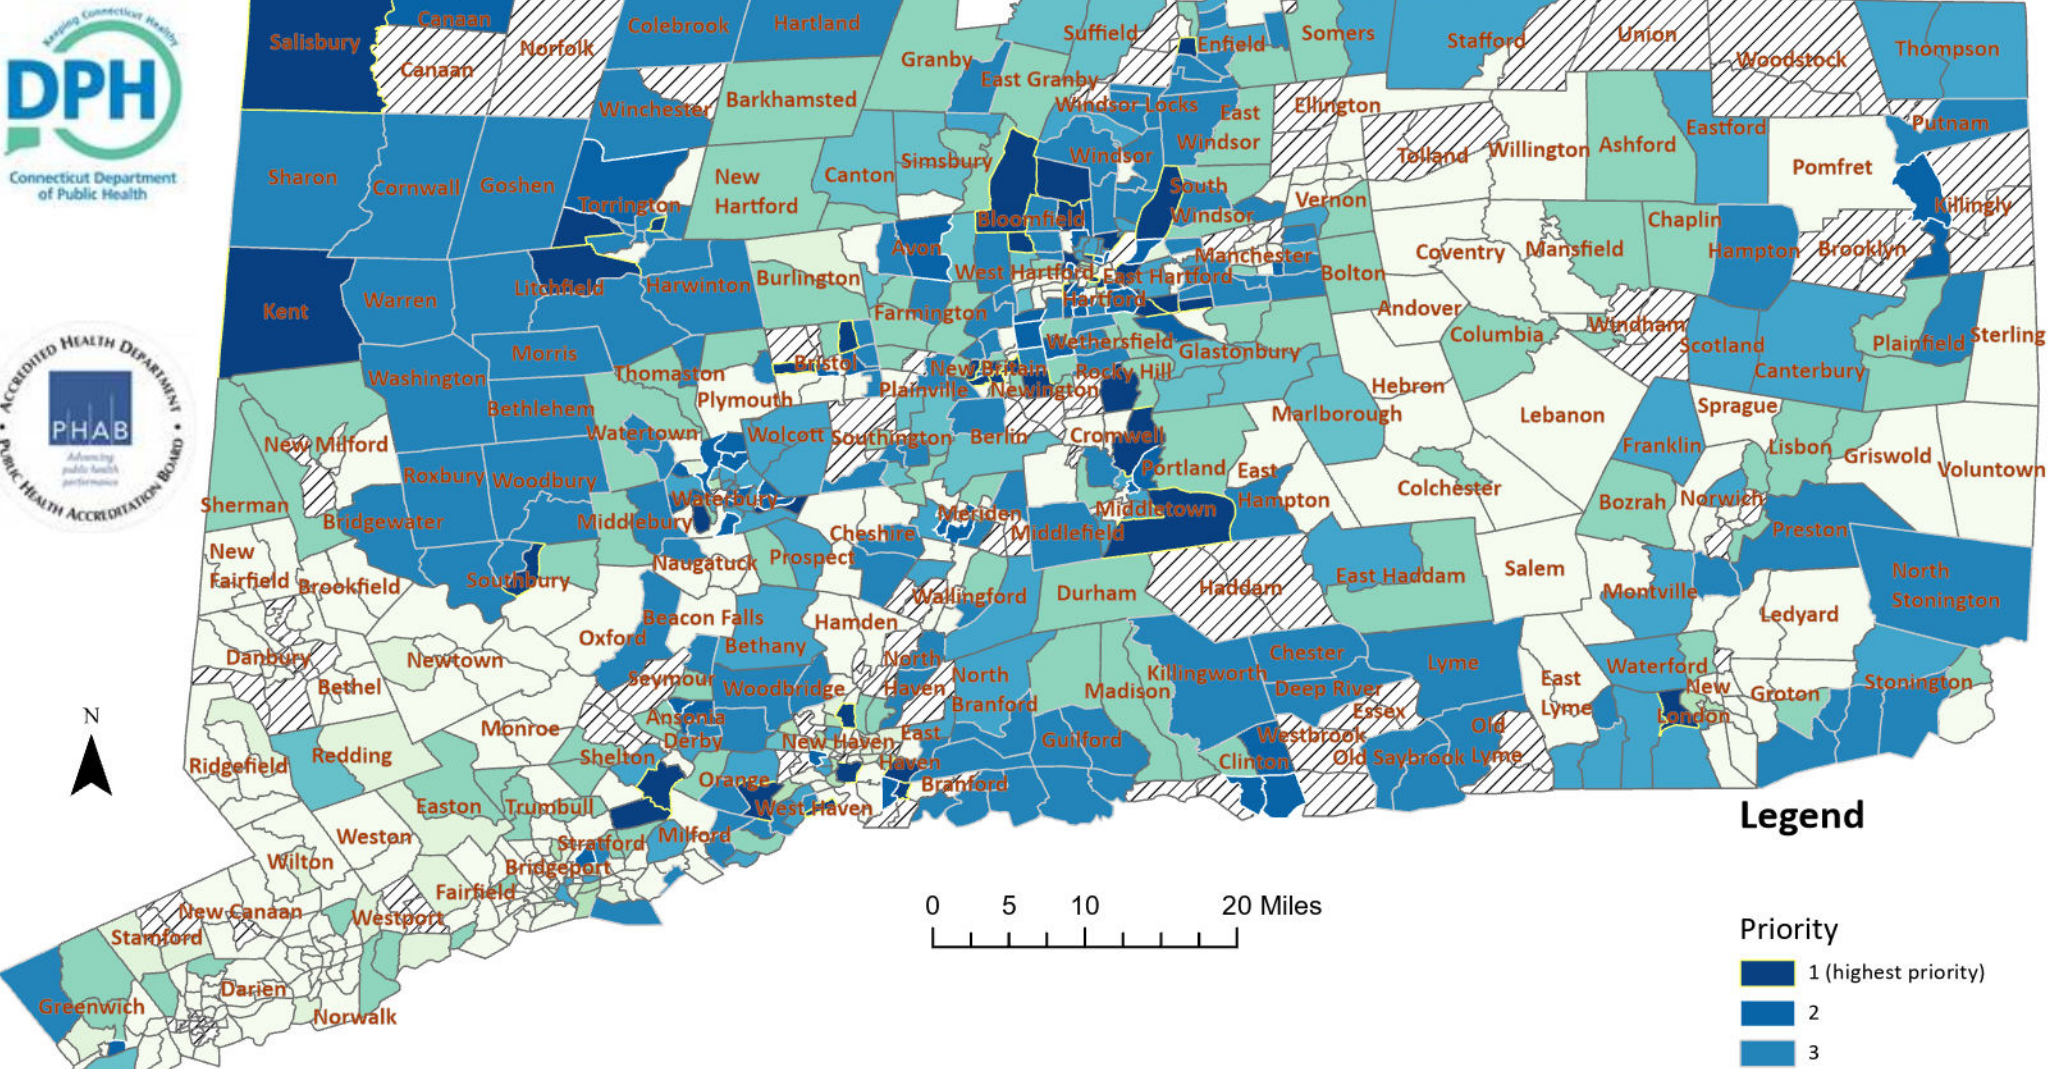 Keeping Connecticut Healthy
DPH
Connecticut Department
of Public Health
ACCREDITED HEALTH DEPARTMENT
PUBLIC HEALTH ACCREDITATION BOARD
PHAB
Advancing
public health
performance
N
Salisbury
Canaan
Canaan
Norfolk
Colebrook
Hartland
Granby
Suffield
East Granby
Enfield
Somers
Stafford
Union
Woodstock
Thompson
Winchester
Barkhamsted
Windsor Locks
East
Windsor
Ellington
Tolland
Willington
Ashford
Eastford
Putnam
Pomfret
Sharon
Cornwall
Goshen
Torrington
New
Hartford
Canton
Simsbury
Windsor
Bloomfield
South
Windsor
Vernon
Coventry
Mansfield
Chaplin
Hampton
Brooklyn
Killingly
Kent
Warren
Litchfield
Harwinton
Burlington
Avon
West Hartford
East Hartford
Hartford
Manchester
Bolton
Andover
Columbia
Windham
Scotland
Canterbury
Plainfield
Sterling
Farmington
Morris
Washington
Bethlehem
Thomaston
Bristol
Plymouth
Plainville
New Britain
Newington
Wethersfield
Rocky Hill
Glastonbury
Hebron
Marlborough
Lebanon
Sprague
Franklin
Lisbon
Griswold
Voluntown
New Milford
Roxbury
Woodbury
Watertown
Wolcott
Southington
Berlin
Cromwell
Portland
East
Hampton
Colchester
Bozrah
Norwich
Preston
Sherman
Bridgewater
Middlebury
Waterbury
Cheshire
Meriden
Middlefield
Middletown
New
Fairfield
Brookfield
Southbury
Naugatuck
Prospect
Wallingford
Durham
Haddam
East Haddam
Salem
Montville
Ledyard
North
Stonington
Oxford
Beacon Falls
Bethany
Hamden
Danbury
Bethel
Newtown
Seymour
Woodbridge
North
Haven
North
Branford
Madison
Killingworth
Chester
Deep River
Essex
Lyme
East
Lyme
Waterford
New
London
Groton
Stonington
Ansonia
Derby
New Haven
East
Haven
Guilford
Clinton
Westbrook
Old Saybrook
Old
Lyme
Branford
Ridgefield
Redding
Monroe
Shelton
Orange
West Haven
Easton
Trumbull
Stratford
Milford
Weston
Wilton
Bridgeport
Fairfield
Westport
New Canaan
Stamford
Darien
Norwalk
Greenwich
0 5 10 20 Miles
Legend
Priority
1 (highest priority)
2
3